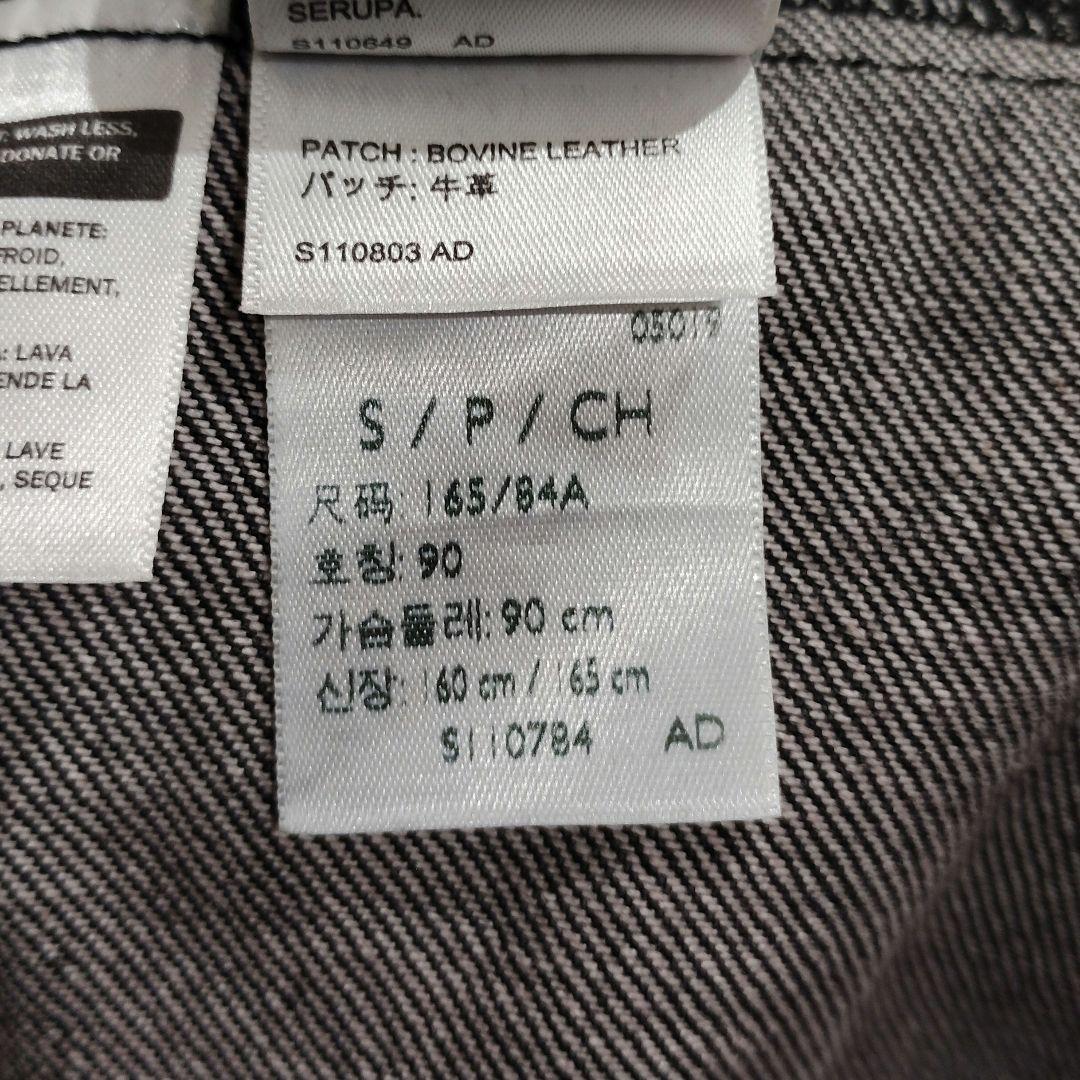 SERUPA.
S110649 AD
WASH LESS,
DONATE OR
PLANETE:
FROID,
ELLEMENT,
: LAVA
ENDE LA
LAVE
, SEQUE
PATCH : BOVINE LEATHER
パッチ: 牛革
S110803 AD
05019
S / P / CH
尺码: 165/84A
호칭: 90
가슴둘레: 90 cm
신장: 160 cm / 165 cm
S110784 AD